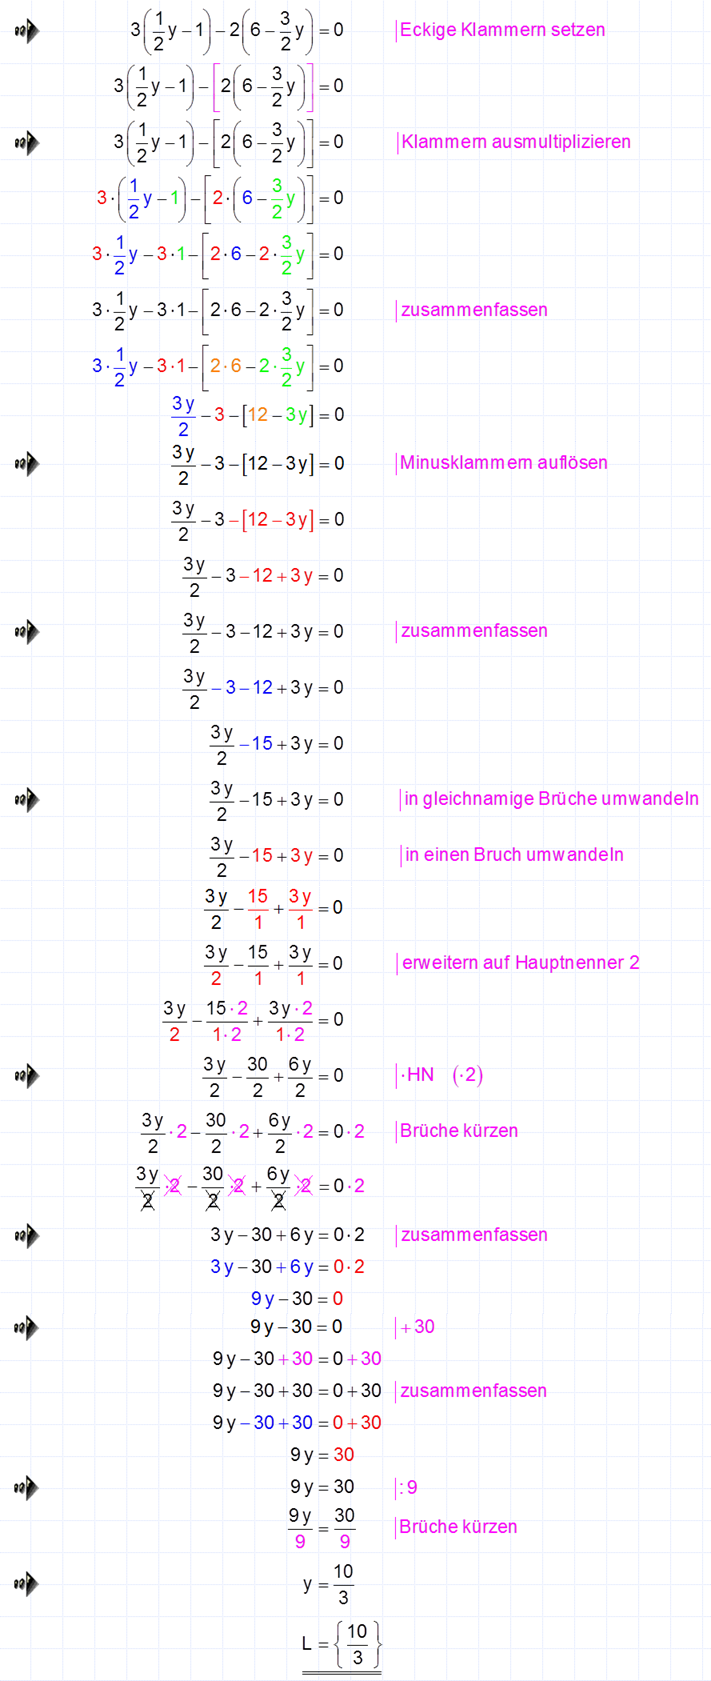 3(1/2 y − 1) − 2(6 − 3/2 y) = 0 |Eckige Klammern setzen
3(1/2 y − 1) − [2(6 − 3/2 y)] = 0
3(1/2 y − 1) − [2(6 − 3/2 y)] = 0 |Klammern ausmultiplizieren
3·(1/2 y − 1) − [2·(6 − 3/2 y)] = 0
3·1/2 y − 3·1 − [2·6 − 2·3/2 y] = 0
3·1/2 y − 3·1 − [2·6 − 2·3/2 y] = 0 |zusammenfassen
3·1/2 y − 3·1 − [2·6 − 2·3/2 y] = 0
3y/2 − 3 − [12 − 3y] = 0
3y/2 − 3 − [12 − 3y] = 0 |Minusklammern auflösen
3y/2 − 3 − [12 − 3y] = 0
3y/2 − 3 − 12 + 3y = 0
3y/2 − 3 − 12 + 3y = 0 |zusammenfassen
3y/2 − 3 − 12 + 3y = 0
3y/2 − 15 + 3y = 0
3y/2 − 15 + 3y = 0 |in gleichnamige Brüche umwandeln
3y/2 − 15 + 3y = 0 |in einen Bruch umwandeln
3y/2 − 15/1 + 3y/1 = 0
3y/2 − 15/1 + 3y/1 = 0 |erweitern auf Hauptnenner 2
3y/2 − 15·2/1·2 + 3y·2/1·2 = 0
3y/2 − 30/2 + 6y/2 = 0 |·HN (·2)
3y/2 ·2 − 30/2 ·2 + 6y/2 ·2 = 0·2 |Brüche kürzen
3y/2 ·2 − 30/2 ·2 + 6y/2 ·2 = 0·2
3y − 30 + 6y = 0·2 |zusammenfassen
3y − 30 + 6y = 0·2
9y − 30 = 0
9y − 30 = 0 |+30
9y − 30 + 30 = 0 + 30
9y − 30 + 30 = 0 + 30 |zusammenfassen
9y − 30 + 30 = 0 + 30
9y = 30
9y = 30 |:9
9y/9 = 30/9 |Brüche kürzen
y = 10/3
L = {10/3}